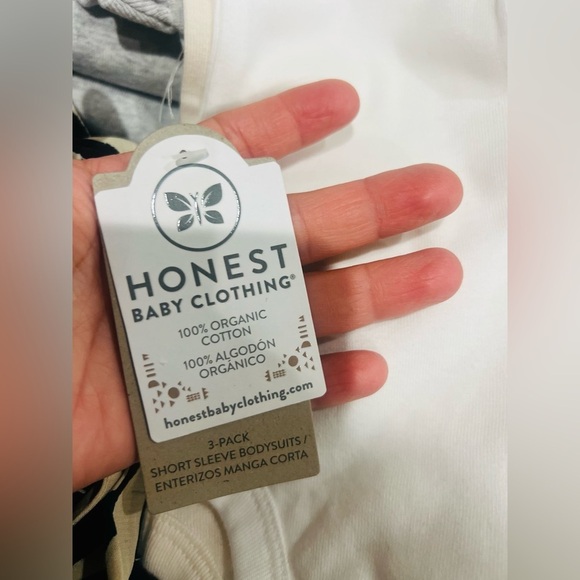 HONEST
BABY CLOTHING®
100% ORGANIC
COTTON
100% ALGODÓN
ORGÁNICO
honestbabyclothing.com
3-PACK
SHORT SLEEVE BODYSUITS /
ENTERIZOS MANGA CORTA
~